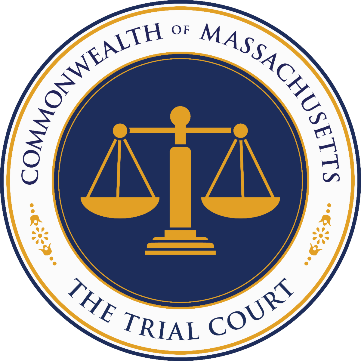 COMMONWEALTH OF MASSACHUSETTS
THE TRIAL COURT